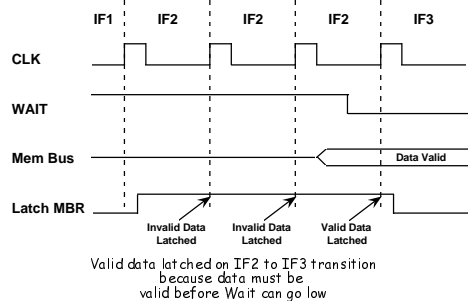 IF1 IF2 IF2 IF2 IF3
CLK
WAIT
Mem Bus Data Valid
Latch MBR
Invalid Data Invalid Data Valid Data
Latched Latched Latched
Valid data latched on IF2 to IF3 transition
because data must be
valid before Wait can go low